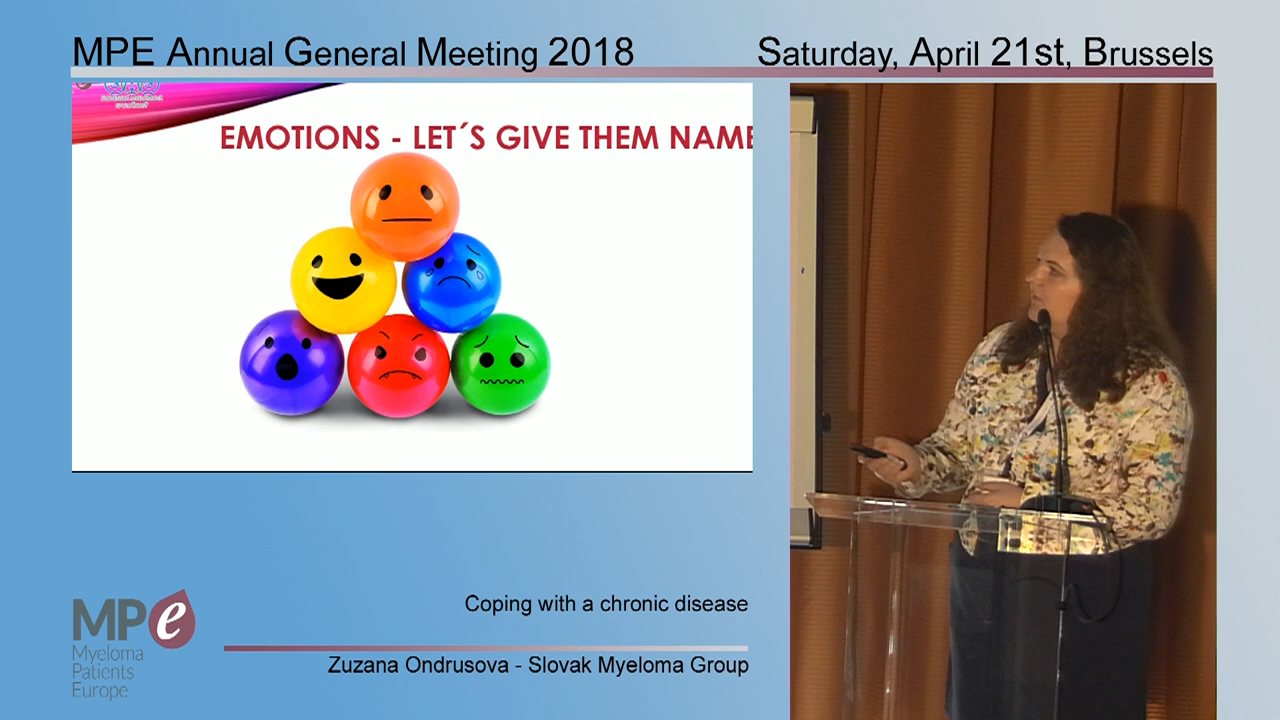 MPE Annual General Meeting 2018
Saturday, April 21st, Brussels
EMOTIONS - LET´S GIVE THEM NAME
Coping with a chronic disease
MPe
Myeloma
Patients
Europe
Zuzana Ondrusova - Slovak Myeloma Group